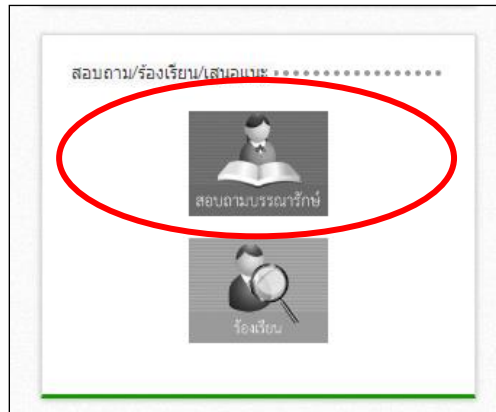 สอบถาม/ร้องเรียน/เสนอแนะ
สอบถามบรรณารักษ์
ร้องเรียน